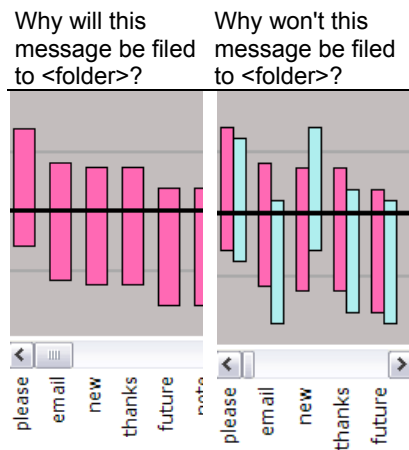 Why will this
message be filed
to <folder>?
Why won't this
message be filed
to <folder>?
please
email
new
thanks
future
please
email
new
thanks
future